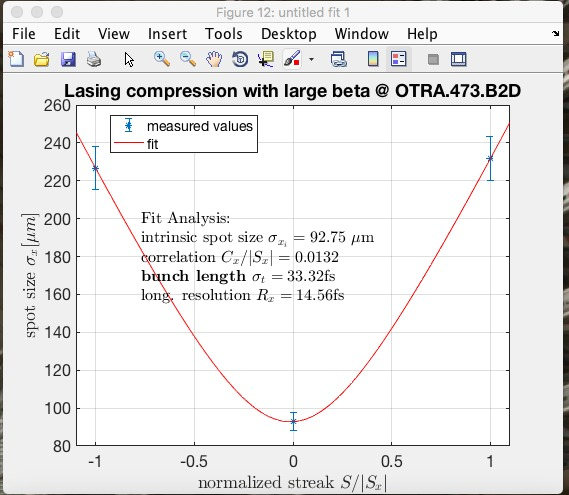 Figure 12: untitled fit 1
File Edit View Insert Tools Desktop Window Help
Lasing compression with large beta @ OTRA.473.B2D
260
240
220
200
180
160
140
120
100
80
spot size σₓ[μm]
measured values
fit
Fit Analysis:
intrinsic spot size σ_{x_i} = 92.75 μm
correlation Cₓ/|Sₓ| = 0.0132
bunch length σₜ = 33.32fs
long. resolution Rₓ = 14.56fs
-1 -0.5 0 0.5 1
normalized streak S/|Sₓ|